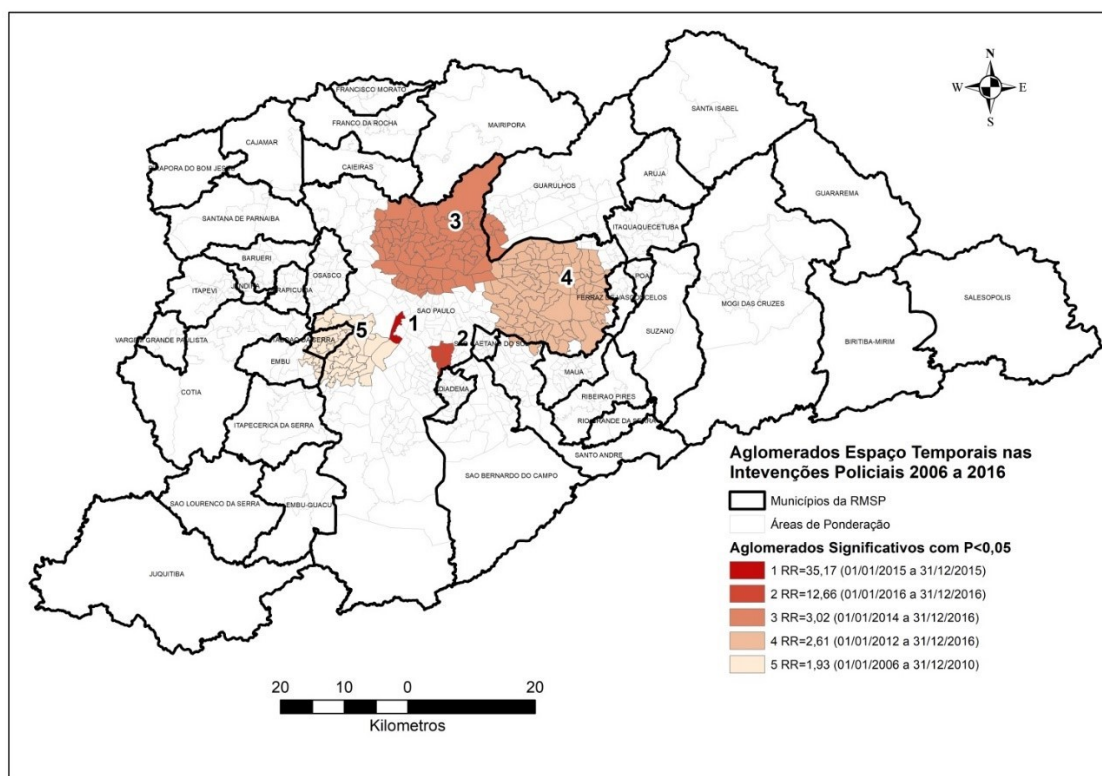 N
W E
S
FRANCISCO MORATO
FRANCO DA ROCHA
MAIRIPORA
SANTA ISABEL
CAJAMAR
CAIEIRAS
GUARULHOS
ARUJA
GUARAREMA
SANTANA DE PARNAIBA
3
ITAQUAQUECETUBA
BARUERI
OSASCO
4
ITAPEVI
FERRAZ DE VASCONCELOS
MOGI DAS CRUZES
SALESOPOLIS
SAO PAULO
SUZANO
1
5
2
VARGEM GRANDE PAULISTA
BIRITIBA-MIRIM
EMBU
MAUA
COTIA
DIADEMA
RIBEIRAO PIRES
ITAPECERICA DA SERRA
RIO GRANDE DA SERRA
SANTO ANDRE
SAO BERNARDO DO CAMPO
SAO LOURENCO DA SERRA
EMBU-GUACU
JUQUITIBA
Aglomerados Espaço Temporais nas
Intevenções Policiais 2006 a 2016
Municípios da RMSP
Áreas de Ponderação
Aglomerados Significativos com P<0,05
1 RR=35,17 (01/01/2015 a 31/12/2015)
2 RR=12,66 (01/01/2016 a 31/12/2016)
3 RR=3,02 (01/01/2014 a 31/12/2016)
4 RR=2,61 (01/01/2012 a 31/12/2016)
5 RR=1,93 (01/01/2006 a 31/12/2010)
20 10 0 20
Kilometros